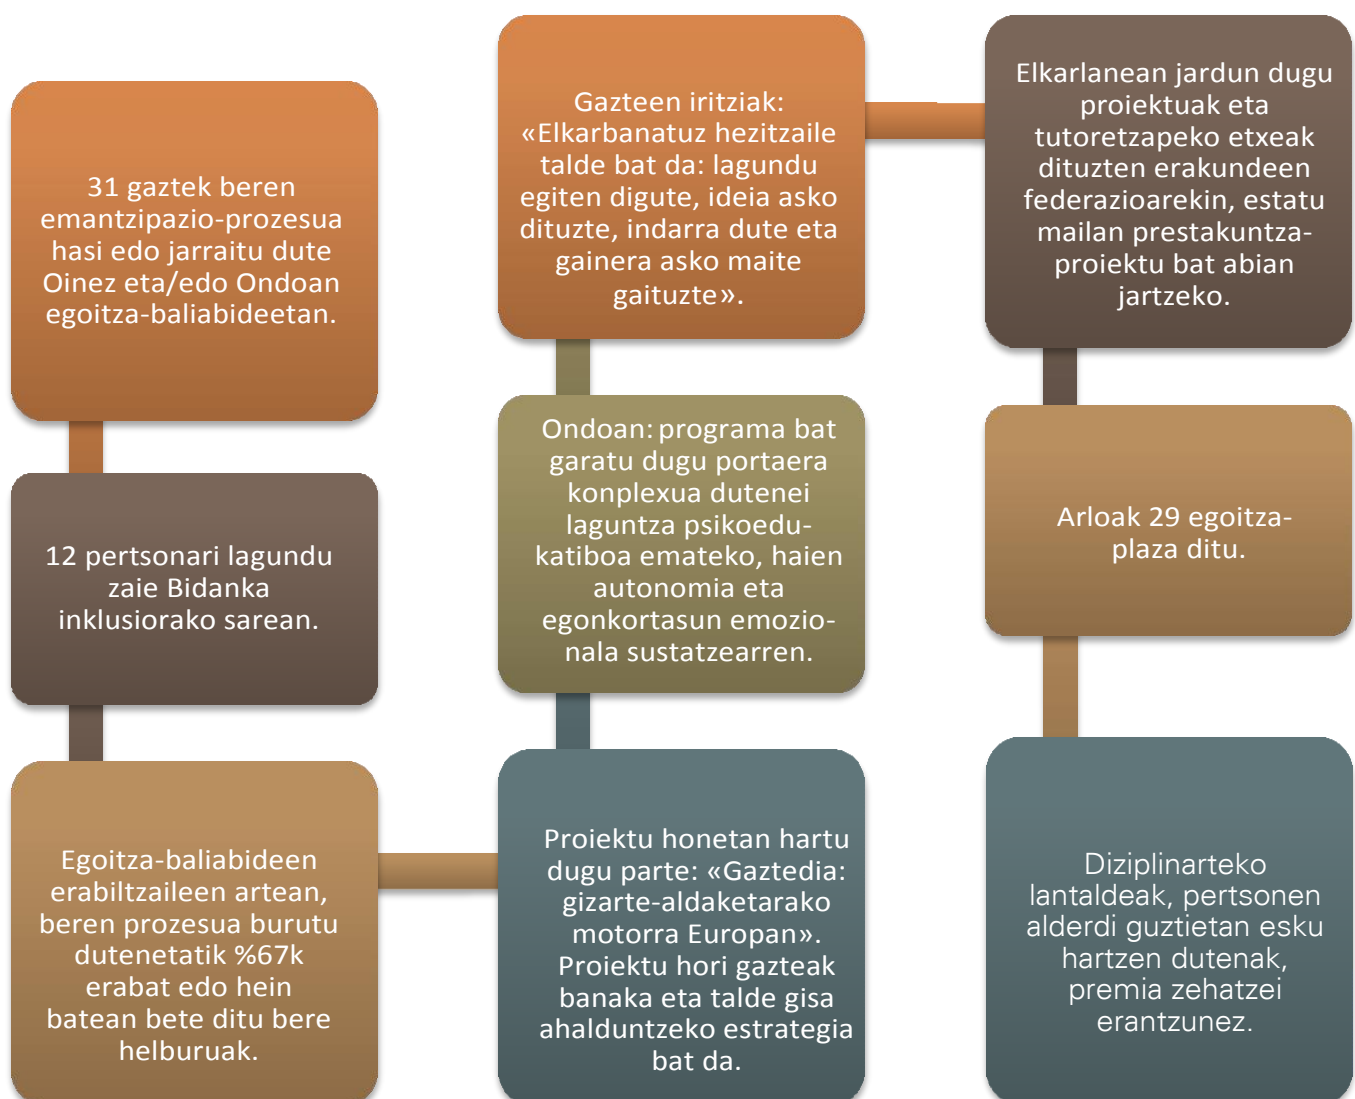 31 gaztek beren
emantzipazio-prozesua
hasi edo jarraitu dute
Oinez eta/edo Ondoan
egoitza-baliabideetan.
12 pertsonari lagundu
zaie Bidanka
inklusiorako sarean.
Egoitza-baliabideen
erabiltzaileen artean,
beren prozesua burutu
dutenetatik %67k
erabat edo hein
batean bete ditu bere
helburuak.
Proiektu honetan hartu
dugu parte: «Gaztedia:
gizarte-aldaketarako
motorra Europan».
Proiektu hori gazteak
banaka eta talde gisa
ahalduntzeko estrategia
bat da.
Ondoan: programa bat
garatu dugu portaera
konplexua dutenei
laguntza psikoedu-
katiboa emateko, haien
autonomia eta
egonkortasun emozio-
nala sustatzearren.
Gazteen iritziak:
«Elkarbanatuz hezitzaile
talde bat da: lagundu
egiten digute, ideia asko
dituzte, indarra dute eta
gainera asko maite
gaituzte».
Elkarlanean jardun dugu
proiektuak eta
tutoretzapeko etxeak
dituzten erakundeen
federazioarekin, estatu
mailan prestakuntza-
proiektu bat abian
jartzeko.
Arloak 29 egoitza-
plaza ditu.
Diziplinarteko
lantaldeak, pertsonen
alderdi guztietan esku
hartzen dutenak,
premia zehatzei
erantzunez.